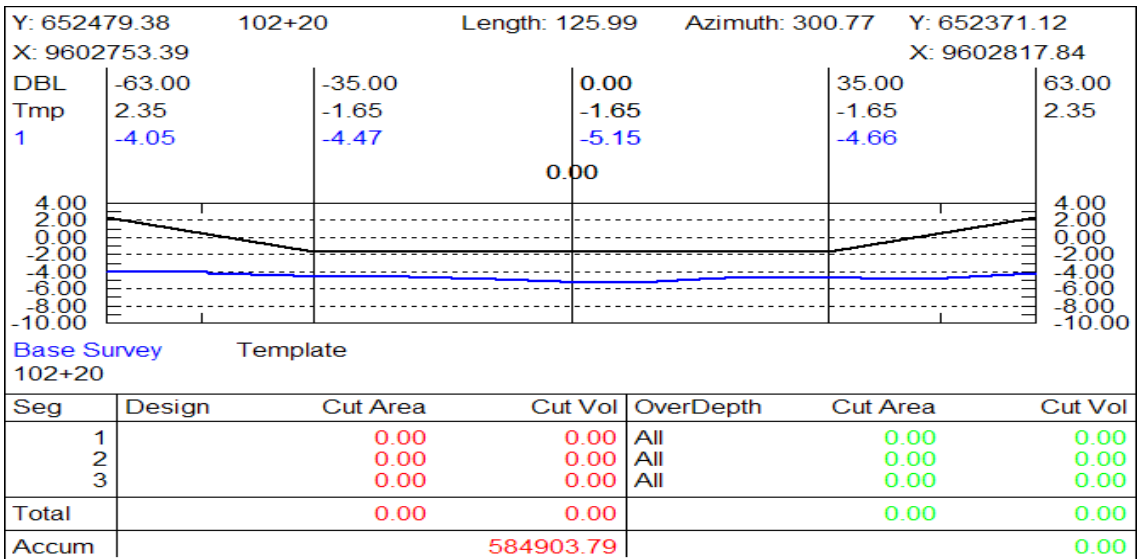 Y: 652479.38 102+20 Length: 125.99 Azimuth: 300.77 Y: 652371.12
X: 9602753.39 X: 9602817.84
DBL -63.00 -35.00 0.00 35.00 63.00
Tmp 2.35 -1.65 -1.65 -1.65 2.35
1 -4.05 -4.47 -5.15 -4.66
0.00
4.00 4.00
2.00 2.00
0.00 0.00
-2.00 -2.00
-4.00 -4.00
-6.00 -6.00
-8.00 -8.00
-10.00 -10.00
Base Survey Template
102+20
Seg Design Cut Area Cut Vol OverDepth Cut Area Cut Vol
1 0.00 0.00 All 0.00 0.00
2 0.00 0.00 All 0.00 0.00
3 0.00 0.00 All 0.00 0.00
Total 0.00 0.00 0.00 0.00
Accum 584903.79 0.00